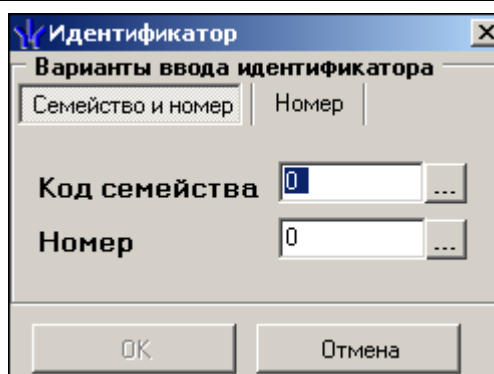 Идентификатор
Варианты ввода идентификатора
Семейство и номер Номер
Код семейства 0 ...
Номер 0 ...
OK Отмена